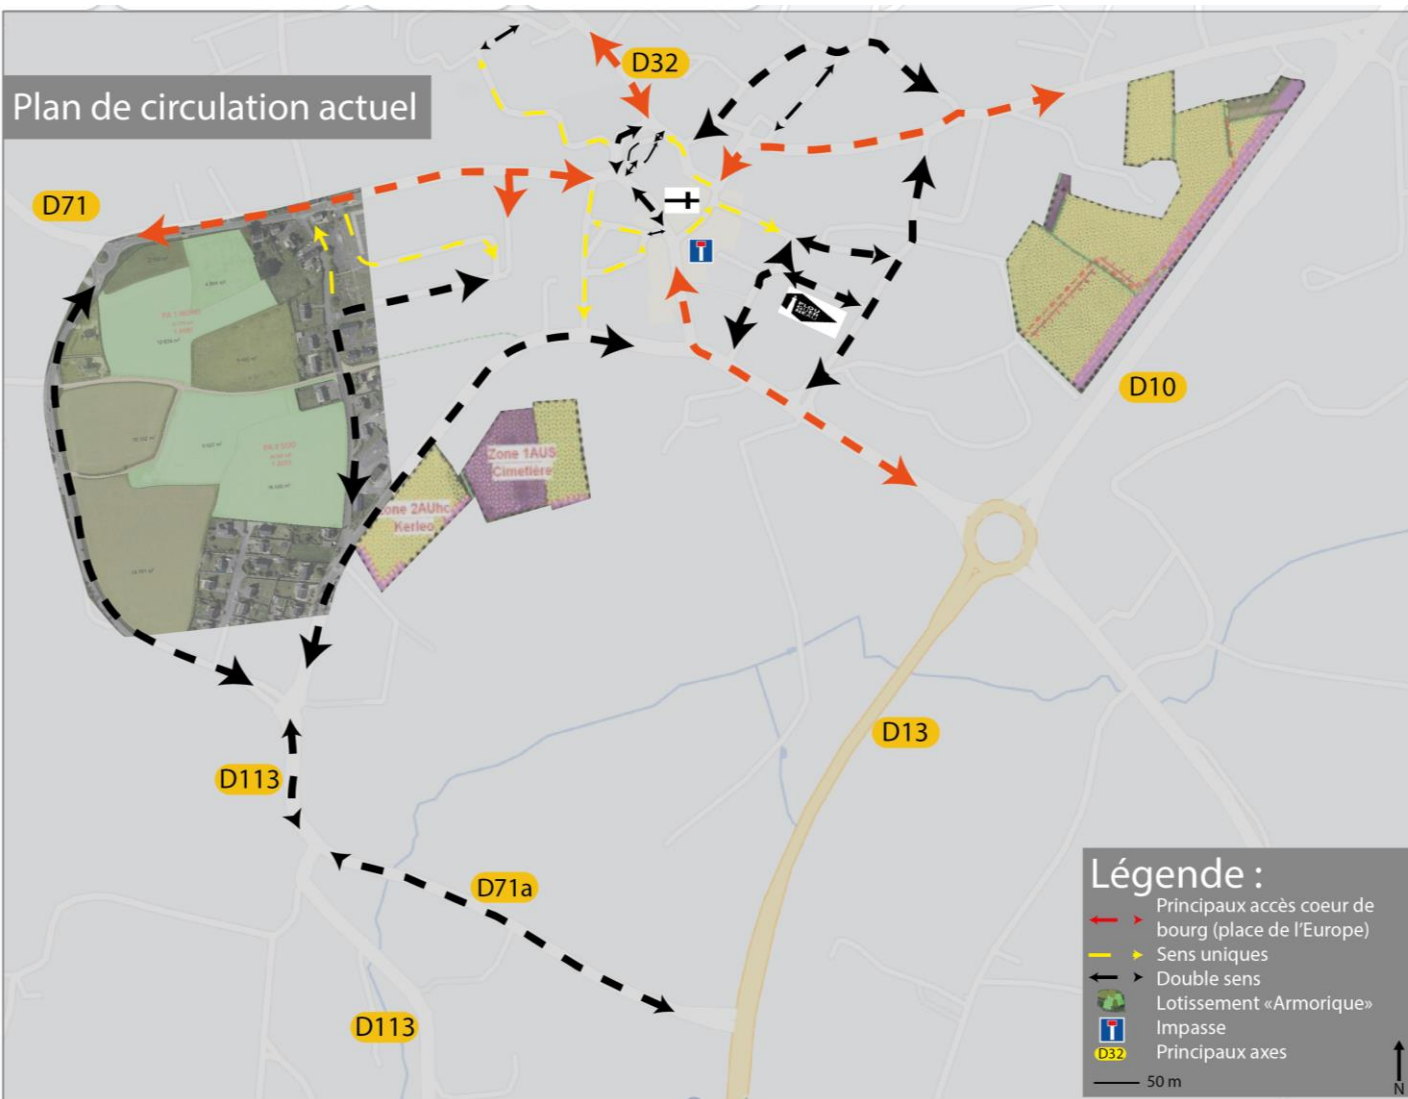 D32
Plan de circulation actuel
D71
D10
Zone 1AUS
Cimetière
Zone 2AUhc
Kerleo
D13
D113
D71a
D113
Légende :
Principaux accès coeur de
bourg (place de l'Europe)
Sens uniques
Double sens
Lotissement «Armorique»
Impasse
D32 Principaux axes
50 m
N